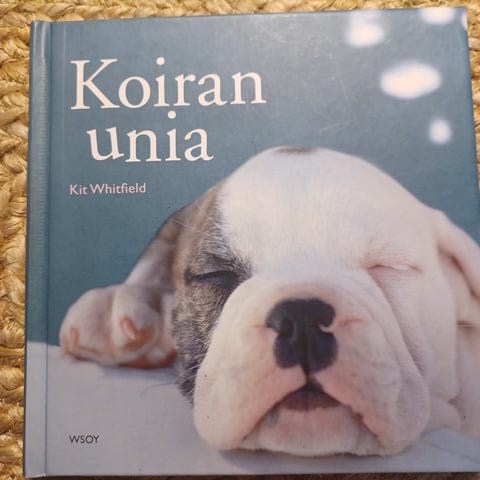 Koiran
unia
Kit Whitfield
WSOY